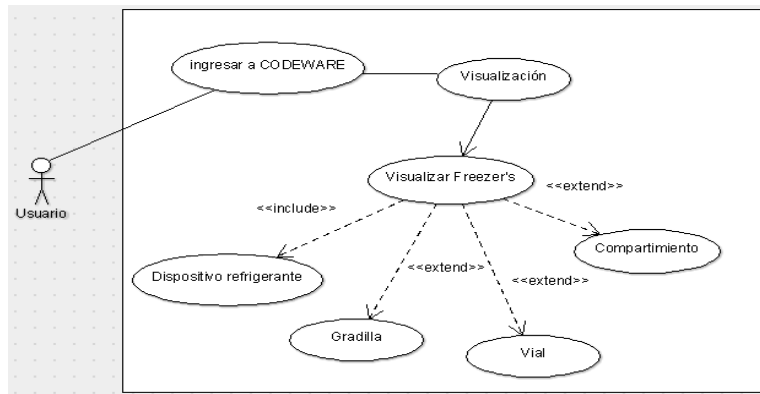 ingresar a CODEWARE
Visualización
Visualizar Freezer's
<<extend>>
<<include>>
Usuario
Compartimiento
Dispositivo refrigerante
<<extend>>
<<extend>>
Gradilla
Vial